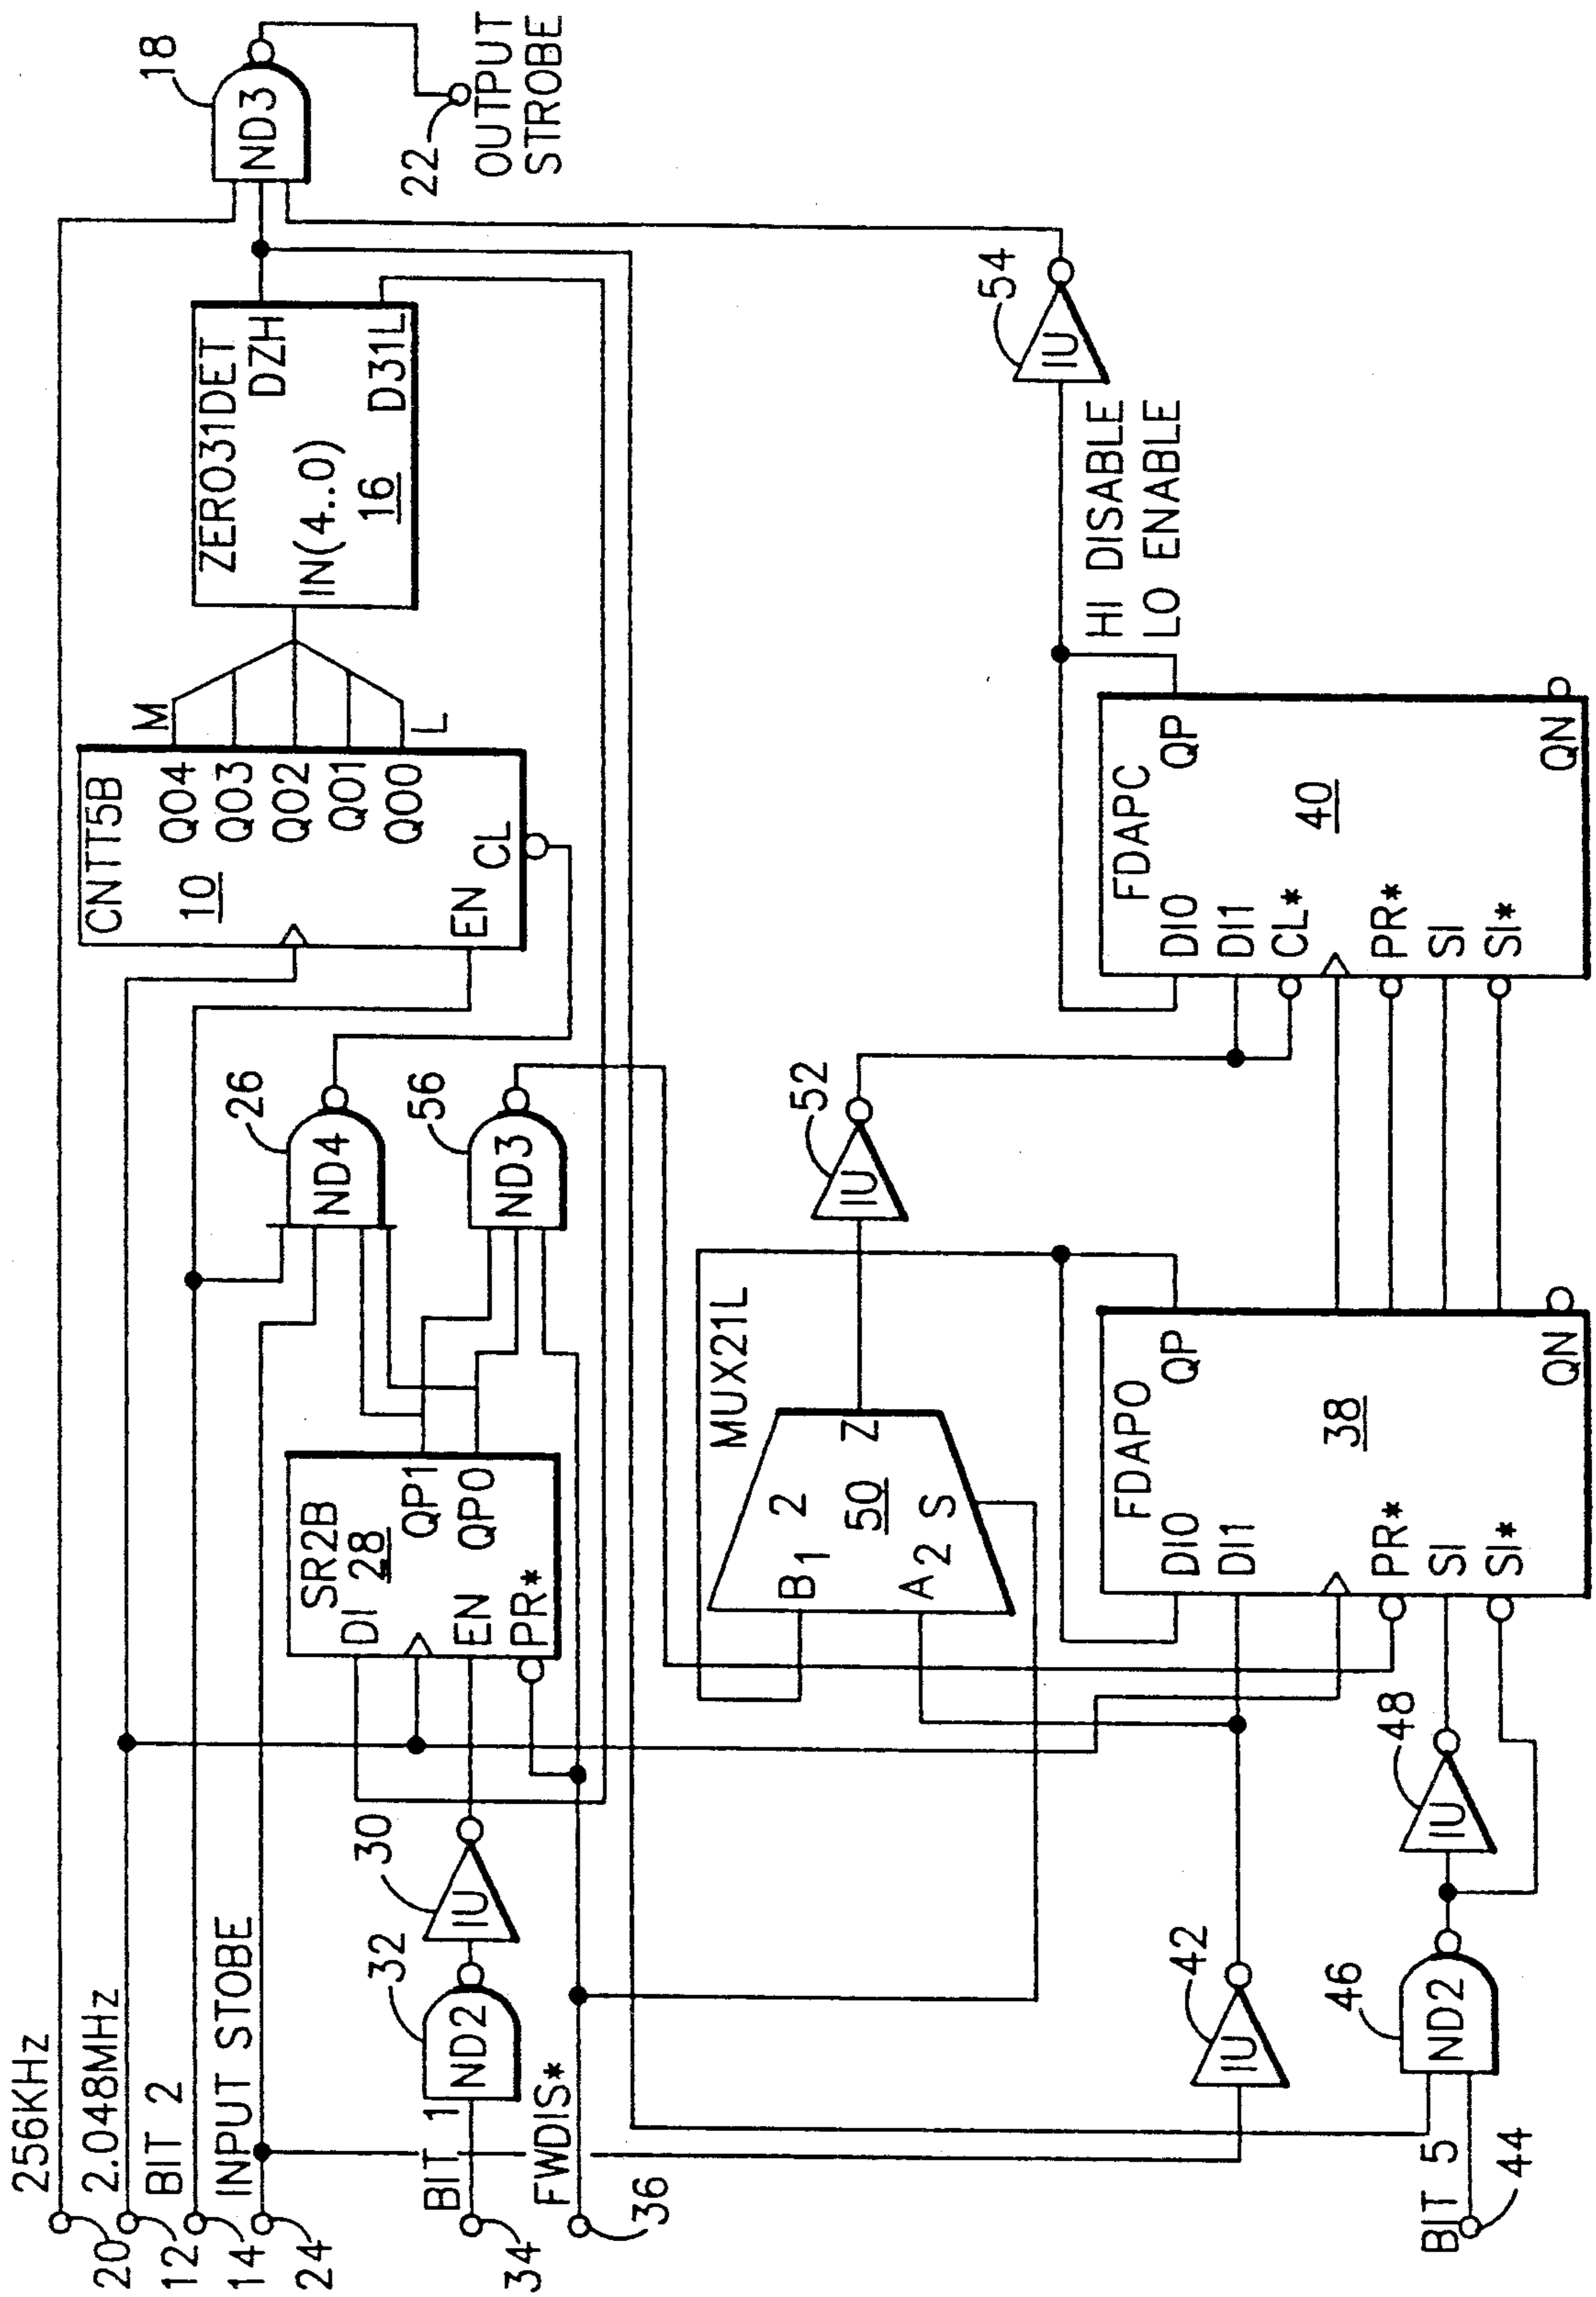 256KHz
20
2.048MHz
12
BIT 2
14
INPUT STOBE
24
BIT 1
34
ND2
32
IU
30
FWDIS*
36
SR2B
DI
28
EN
PR*
QP1
QP0
ND4
26
ND3
56
CNTT5B
10
EN
CL
Q04
Q03
Q02
Q01
Q00
M
L
ZERO31DET
IN(4..0)
16
DZH
D31L
ND3
18
22
OUTPUT
STROBE
MUX21L
B1
2
A2
S
50
Z
IU
52
IU
54
HI DISABLE
LO ENABLE
IU
42
BIT 5
44
ND2
46
IU
48
FDAPO
DI0
DI1
PR*
SI
SI*
38
QP
QN
FDAPC
DI0
DI1
CL*
PR*
SI
SI*
40
QP
QN